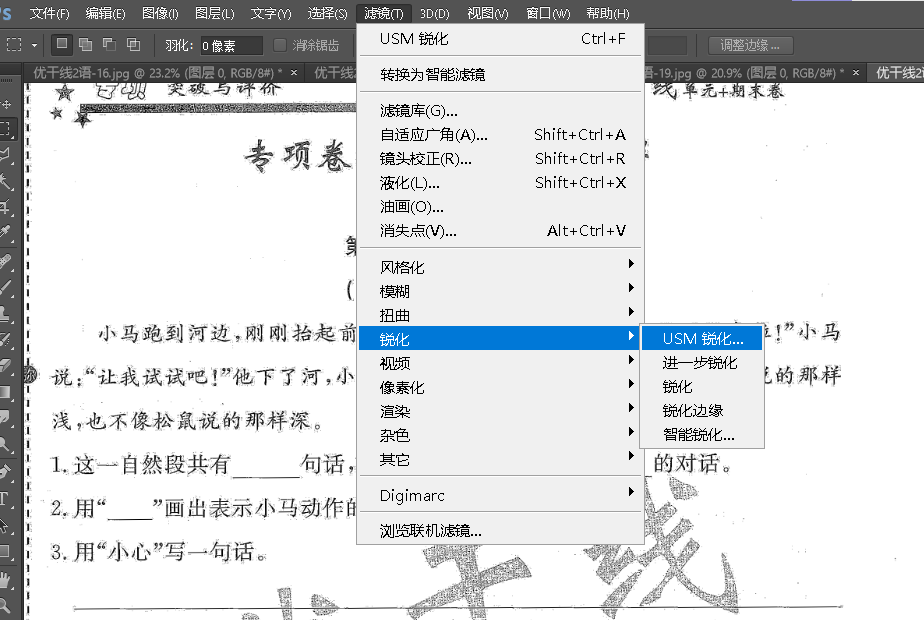 文件(F) 编辑(E) 图像(I) 图层(L) 文字(Y) 选择(S) 滤镜(T) 3D(D) 视图(V) 窗口(W) 帮助(H)
羽化: 0 像素 消除锯齿 调整边缘...
优干线2语-16.jpg @ 23.2% (图层 0, RGB/8#) * × 优干线2 语-19.jpg @ 20.9% (图层 0, RGB/8#) * × 优干线2语
USM 锐化 Ctrl+F
转换为智能滤镜
滤镜库(G)...
自适应广角(A)... Shift+Ctrl+A
镜头校正(R)... Shift+Ctrl+R
液化(L)... Shift+Ctrl+X
油画(O)...
消失点(V)... Alt+Ctrl+V
风格化
模糊
扭曲
锐化
视频
像素化
渲染
杂色
其它
Digimarc
浏览联机滤镜...
USM 锐化...
进一步锐化
锐化
锐化边缘
智能锐化...
突破与评价
线 单元+期末卷
专项卷
第
(
小马跑到河边,刚刚抬起前 !”小马
说:“让我试试吧!”他下了河,小 说的那样
浅,也不像松鼠说的那样深。
1.这一自然段共有____句话, 的对话。
2.用“____”画出表示小马动作的
3.用“小心”写一句话。
优干线